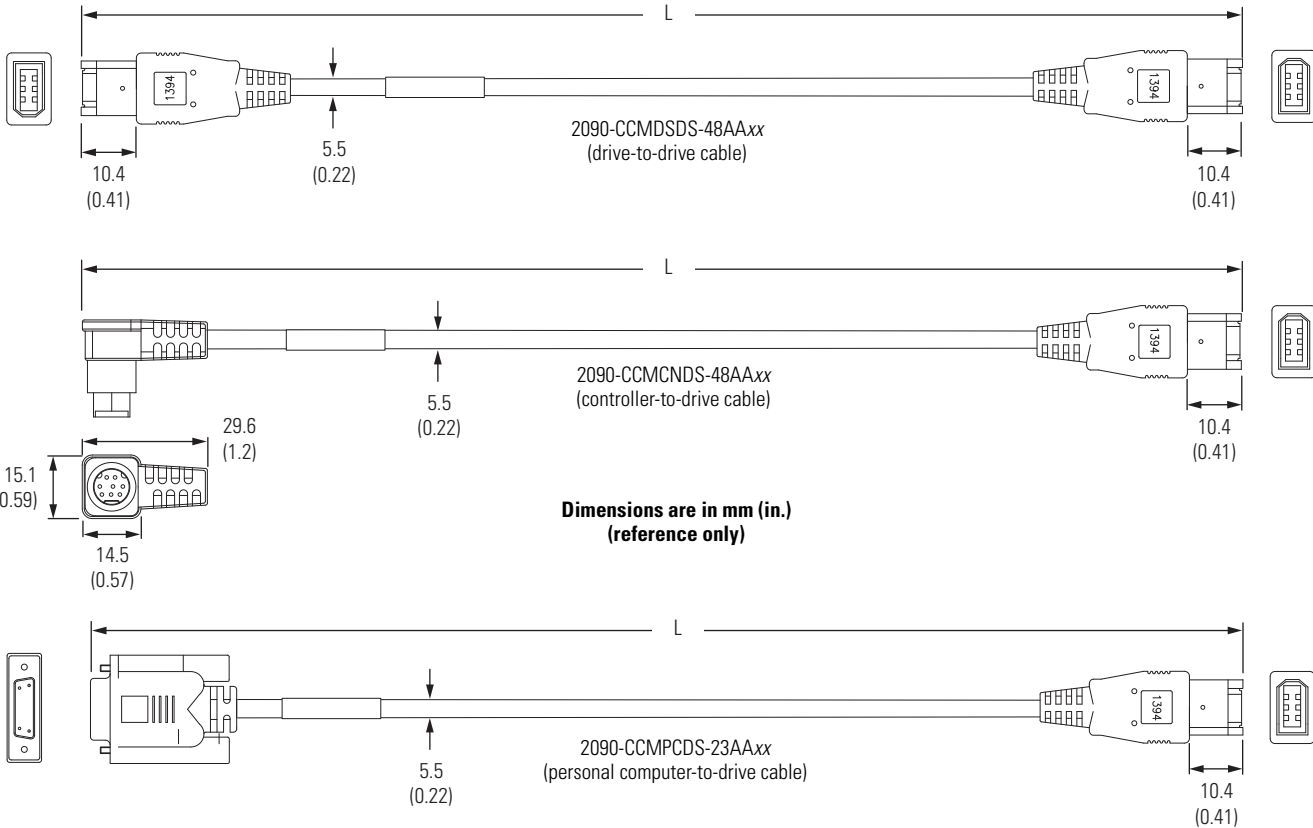 L
1394
1394
5.5
(0.22)
2090-CCMDSDS-48AAxx
(drive-to-drive cable)
10.4
(0.41)
10.4
(0.41)
L
1394
5.5
(0.22)
2090-CCMCNDS-48AAxx
(controller-to-drive cable)
10.4
(0.41)
29.6
(1.2)
15.1
0.59)
14.5
(0.57)
Dimensions are in mm (in.)
(reference only)
L
1394
5.5
(0.22)
2090-CCMPCDS-23AAxx
(personal computer-to-drive cable)
10.4
(0.41)